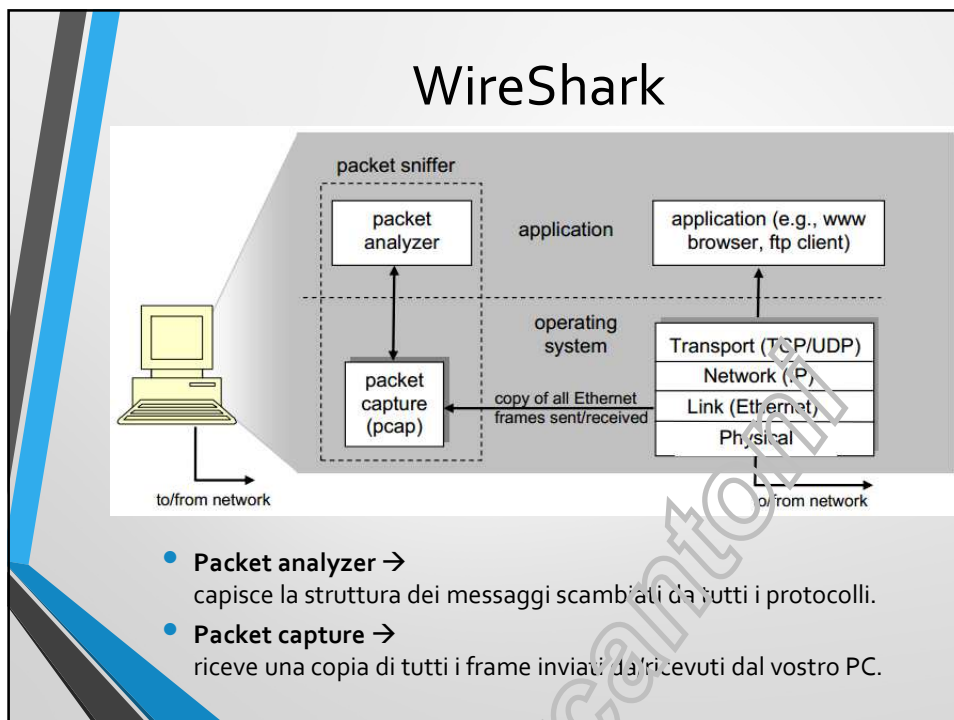 WireShark
packet sniffer
packet
analyzer
application
application (e.g., www
browser, ftp client)
operating
system
packet
capture
(pcap)
copy of all Ethernet
frames sent/received
Transport (TCP/UDP)
Network (IP)
Link (Ethernet)
Physical
to/from network
to/from network
• Packet analyzer →
capisce la struttura dei messaggi scambiati da tutti i protocolli.
• Packet capture →
riceve una copia di tutti i frame inviati da/ricevuti dal vostro PC.
cantoni